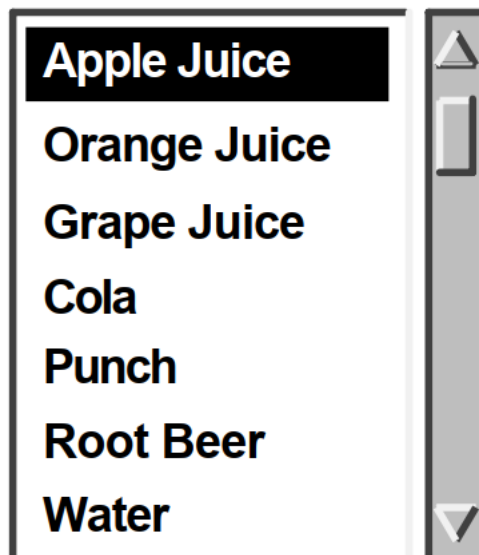 Apple Juice
Orange Juice
Grape Juice
Cola
Punch
Root Beer
Water